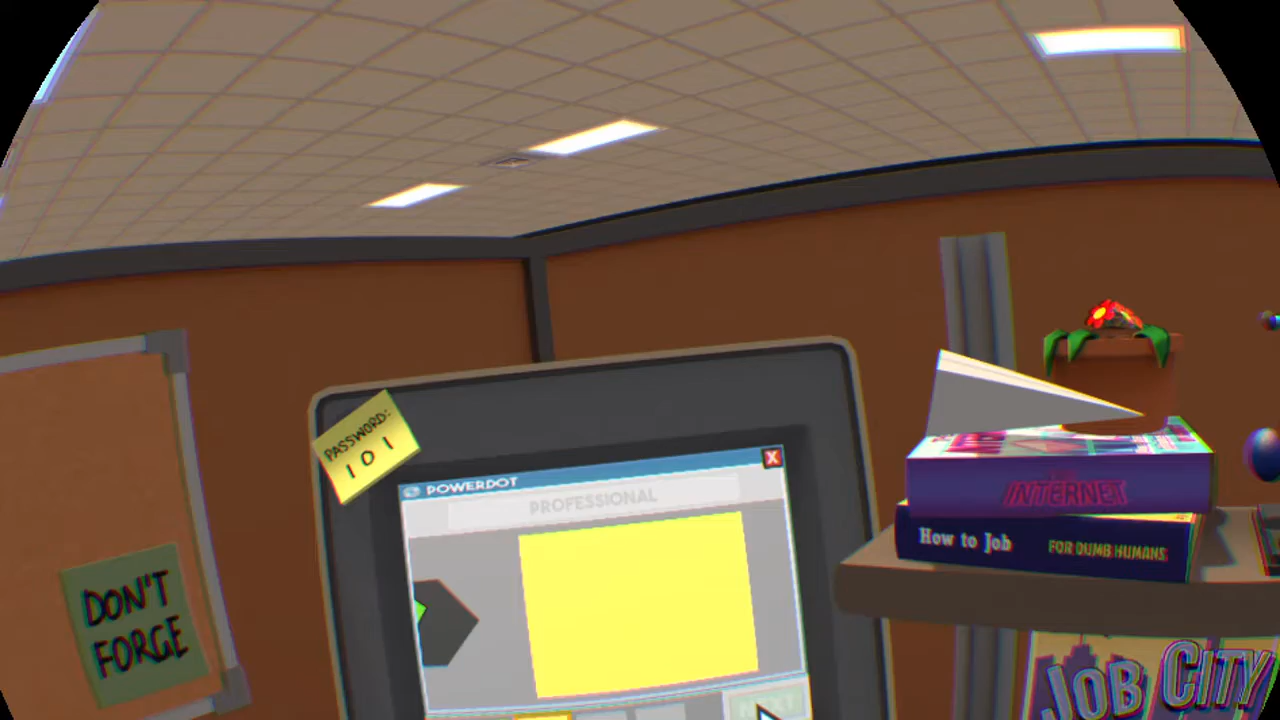 PASSWORD:
101
POWERDOT
PROFESSIONAL
INTERNET
How to Job FOR DUMB HUMANS
DON'T
FORGE
JOB CITY